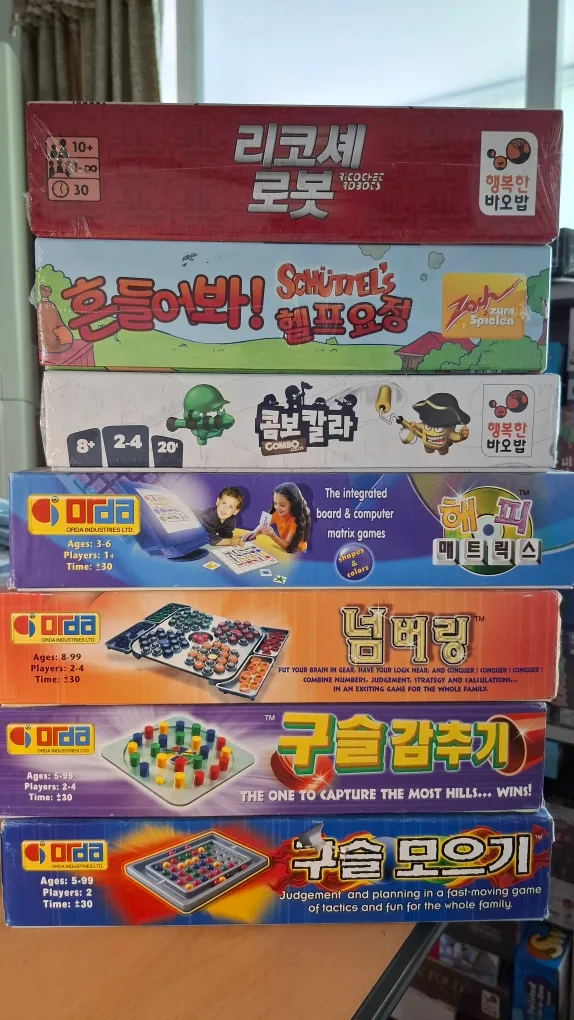 10+
1-∞
30
리코셰
로봇
RICOCHET
ROBOTS
행복한
바오밥
흔들어봐!
SCHÜTTEL's
헬프요정
Zoch
zum
Spielen
8+
2-4
20'
콤보칼라
COMBO COLOR
행복한
바오밥
orda
ORDA INDUSTRIES LTD.
Ages: 3-6
Players: 1+
Time: ±30
The integrated
board & computer
matrix games
shapes
&
colors
해피 TM
매트릭스
orda
ORDA INDUSTRIES LTD.
Ages: 8-99
Players: 2-4
Time: ±30
넘버링 TM
PUT YOUR BRAIN IN GEAR, HAVE YOUR LOGIC NEAR, AND CONQUER! CONQUER! CONQUER!
COMBINE NUMBERS, JUDGEMENT, STRATEGY AND CALCULATIONS...
IN AN EXCITING GAME FOR THE WHOLE FAMILY.
orda
ORDA INDUSTRIES LTD.
Ages: 5-99
Players: 2-4
Time: ±30
TM
구슬감추기
THE ONE TO CAPTURE THE MOST HILLS... WINS!
orda
ORDA INDUSTRIES LTD.
Ages: 5-99
Players: 2
Time: ±30
구슬 모으기 TM
Judgement and planning in a fast-moving game
of tactics and fun for the whole family.